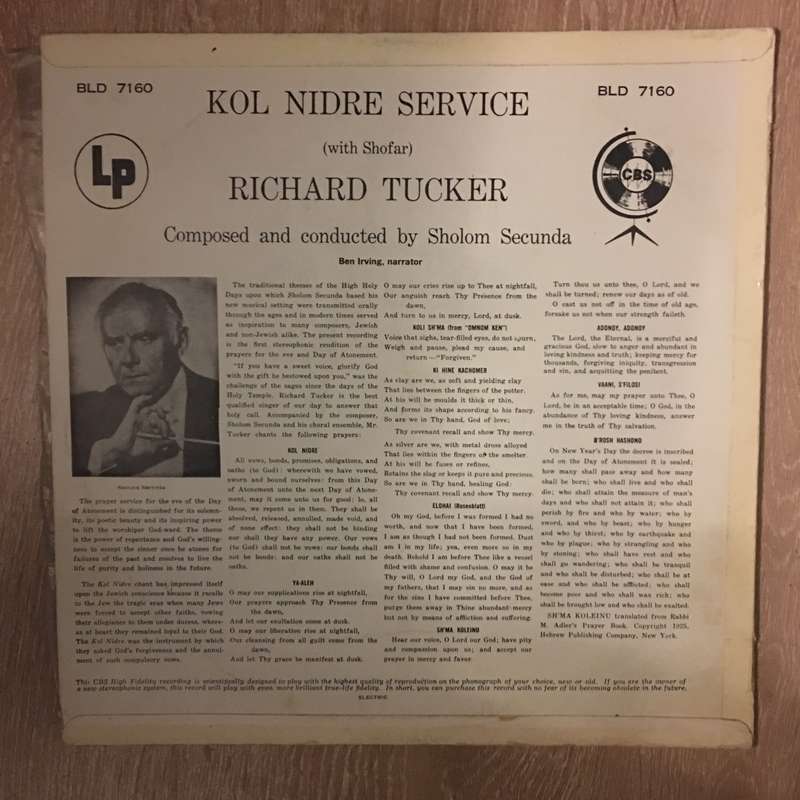 BLD 7160
BLD 7160
KOL NIDRE SERVICE
(with Shofar)
LP
CBS
RICHARD TUCKER
Composed and conducted by Sholom Secunda
Ben Irving, narrator
SHOLOM SECUNDA
The prayer service for the eve of the Day
of Atonement is distinguished for its solemn-
ity, its poetic beauty and its inspiring power
to lift the worshiper God-ward. The theme
is the power of repentance and God's willing-
ness to accept the sinner once he atones for
failures of the past and resolves to live the
life of purity and holiness in the future.
The Kol Nidre chant has impressed itself
upon the Jewish conscience because it recalls
to the Jew the tragic eras when many Jews
were forced to accept other faiths, vowing
their allegiance to them under duress, where-
as at heart they remained loyal to their God.
The Kol Nidre was the instrument by which
they asked God's forgiveness and the annul-
ment of such compulsory vows.
The traditional themes of the High Holy
Days upon which Sholom Secunda based his
new musical setting were transmitted orally
through the ages and in modern times served
as inspiration to many composers, Jewish
and non-Jewish alike. The present recording
is the first stereophonic rendition of the
prayers for the eve and Day of Atonement.
"If you have a sweet voice, glorify God
with the gift he bestowed upon you," was the
challenge of the sages since the days of the
Holy Temple. Richard Tucker is the best
qualified singer of our day to answer that
holy call. Accompanied by the composer,
Sholom Secunda and his choral ensemble, Mr.
Tucker chants the following prayers:
KOL NIDRE
All vows, bonds, promises, obligations, and
oaths (to God): wherewith we have vowed,
sworn and bound ourselves: from this Day
of Atonement unto the next Day of Atone-
ment, may it come unto us for good: lo, all
these, we repent us in them. They shall be
absolved, released, annulled, made void, and
of none effect: they shall not be binding
nor shall they have any power. Our vows
(to God) shall not be vows: our bonds shall
not be bonds: and our oaths shall not be
oaths.
YA-ALEH
O may our supplications rise at nightfall,
Our prayers approach Thy Presence from
the dawn,
And let our exultation come at dusk.
O may our liberation rise at nightfall,
Our cleansing from all guilt come from the
dawn,
And let Thy grace be manifest at dusk.
O may our cries rise up to Thee at nightfall,
Our anguish reach Thy Presence from the
dawn,
And turn to us in mercy, Lord, at dusk.
KOLI SH'MA (from "OMNOM KEN")
Voice that sighs, tear-filled eyes, do not spurn,
Weigh and pause, plead my cause, and
return—"Forgiven."
KI HINE KACHOMER
As clay are we, as soft and yielding clay
That lies between the fingers of the potter.
At his will he moulds it thick or thin,
And forms its shape according to his fancy.
So are we in Thy hand, God of love;
Thy covenant recall and show Thy mercy.
As silver are we, with metal dross alloyed
That lies within the fingers of the smelter.
At his will he fuses or refines,
Retains the slag or keeps it pure and precious.
So are we in Thy hand, healing God:
Thy covenant recall and show Thy mercy.
ELOHAI (Rosenblatt)
Oh my God, before I was formed I had no
worth, and now that I have been formed,
I am as though I had not been formed. Dust
am I in my life; yea, even more so in my
death. Behold I am before Thee like a vessel
filled with shame and confusion. O may it be
Thy will, O Lord my God, and the God of
my fathers, that I may sin no more, and as
for the sins I have committed before Thee,
purge them away in Thine abundant mercy
but not by means of affliction and suffering.
SH'MA KOLEINU
Hear our voice, O Lord our God; have pity
and compassion upon us; and accept our
prayer in mercy and favor.
Turn thou us unto thee, O Lord, and we
shall be turned; renew our days as of old.
O cast us not off in the time of old age,
forsake us not when our strength faileth.
ADONOY, ADONOY
The Lord, the Eternal, is a merciful and
gracious God, slow to anger and abundant in
loving kindness and truth; keeping mercy for
thousands, forgiving iniquity, transgression
and sin, and acquitting the penitent.
VAANI, S'FILOSI
As for me, may my prayer unto Thee, O
Lord, be in an acceptable time; O God, in the
abundance of Thy loving kindness, answer
me in the truth of Thy salvation.
B'ROSH HASHONO
On New Year's Day the decree is inscribed
and on the Day of Atonement it is sealed;
how many shall pass away and how many
shall be born; who shall live and who shall
die; who shall attain the measure of man's
days and who shall not attain it; who shall
perish by fire and who by water; who by
sword, and who by beast; who by hunger
and who by thirst; who by earthquake and
who by plague; who by strangling and who
by stoning; who shall have rest and who
shall go wandering; who shall be tranquil
and who shall be disturbed; who shall be at
ease and who shall be afflicted; who shall
become poor and who shall wax rich; who
shall be brought low and who shall be exalted.
SH'MA KOLEINU translated from Rabbi
M. Adler's Prayer Book. Copyright 1925,
Hebrew Publishing Company, New York.
This CBS High Fidelity recording is scientifically designed to play with the highest quality of reproduction on the phonograph of your choice, new or old. If you are the owner of
a new stereophonic system, this record will play with even more brilliant true-life fidelity. In short, you can purchase this record with no fear of its becoming obsolete in the future.
ELECTRIC